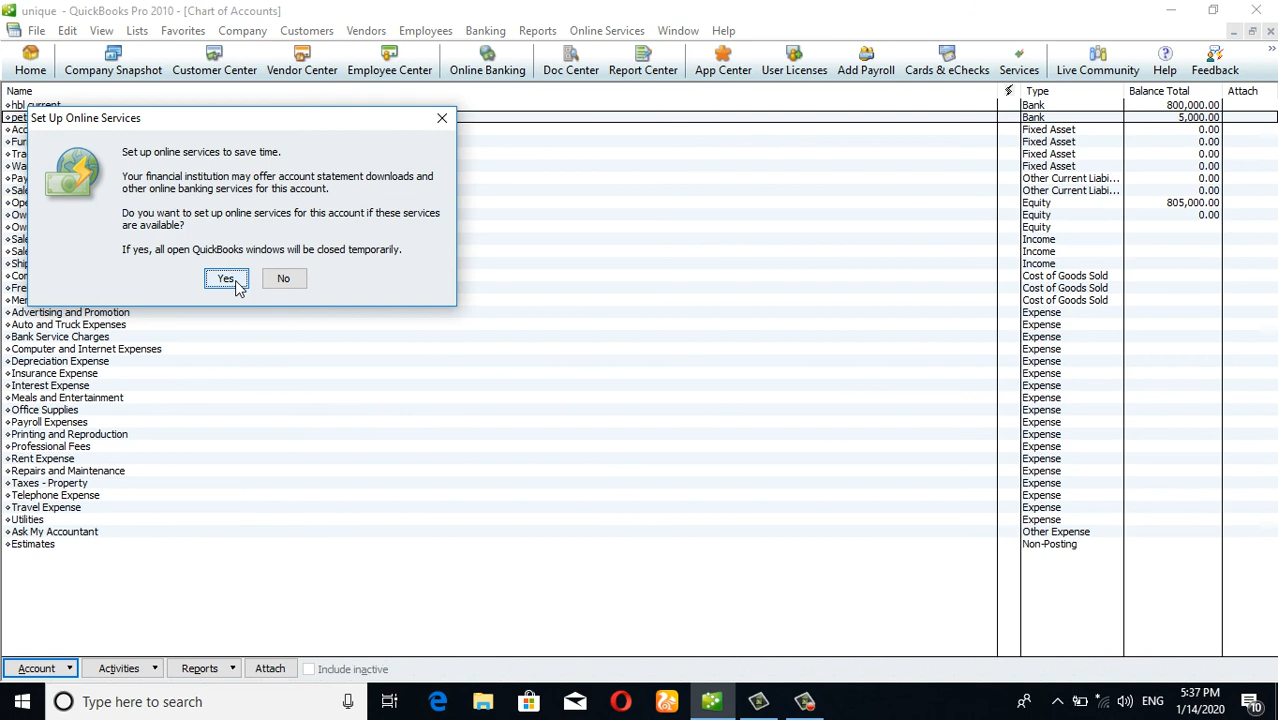 unique - QuickBooks Pro 2010 - [Chart of Accounts]
File Edit View Lists Favorites Company Customers Vendors Employees Banking Reports Online Services Window Help
Home Company Snapshot Customer Center Vendor Center Employee Center Online Banking Doc Center Report Center App Center User Licenses Add Payroll Cards & eChecks Services Live Community Help Feedback
Name Type Balance Total Attach
hbl current Bank 800,000.00
Bank 5,000.00
Fixed Asset 0.00
Fixed Asset 0.00
Fixed Asset 0.00
Fixed Asset 0.00
Other Current Liabi... 0.00
Other Current Liabi... 0.00
Equity 805,000.00
Equity 0.00
Equity
Income
Income
Income
Cost of Goods Sold
Cost of Goods Sold
Cost of Goods Sold
Set Up Online Services
Set up online services to save time.
Your financial institution may offer account statement downloads and
other online banking services for this account.
Do you want to set up online services for this account if these services
are available?
If yes, all open QuickBooks windows will be closed temporarily.
Yes No
Advertising and Promotion Expense
Auto and Truck Expenses Expense
Bank Service Charges Expense
Computer and Internet Expenses Expense
Depreciation Expense Expense
Insurance Expense Expense
Interest Expense Expense
Meals and Entertainment Expense
Office Supplies Expense
Payroll Expenses Expense
Printing and Reproduction Expense
Professional Fees Expense
Rent Expense Expense
Repairs and Maintenance Expense
Taxes - Property Expense
Telephone Expense Expense
Travel Expense Expense
Utilities Expense
Ask My Accountant Other Expense
Estimates Non-Posting
Account Activities Reports Attach Include inactive
Type here to search ENG 5:37 PM
1/14/2020 10